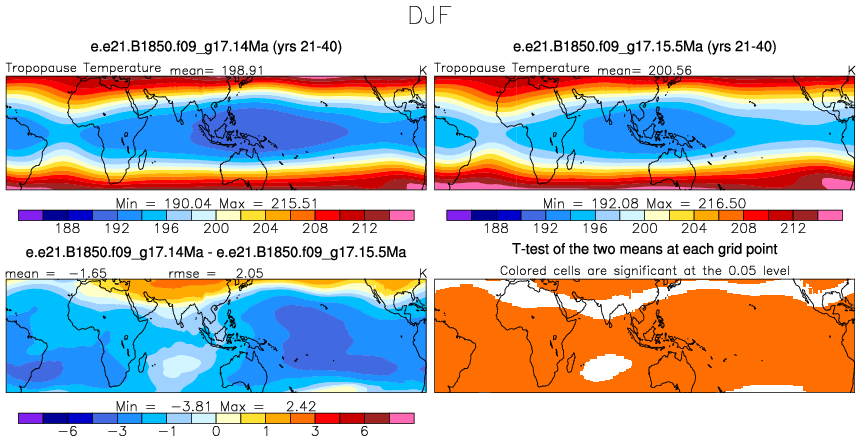 DJF
e.e21.B1850.f09_g17.14Ma (yrs 21-40)
Tropopause Temperature mean= 198.91 K
Min = 190.04 Max = 215.51
188 192 196 200 204 208 212
e.e21.B1850.f09_g17.15.5Ma (yrs 21-40)
Tropopause Temperature mean= 200.56 K
Min = 192.08 Max = 216.50
188 192 196 200 204 208 212
e.e21.B1850.f09_g17.14Ma - e.e21.B1850.f09_g17.15.5Ma
mean = -1.65 rmse = 2.05 K
Min = -3.81 Max = 2.42
-6 -3 -1 0 1 3 6
T-test of the two means at each grid point
Colored cells are significant at the 0.05 level